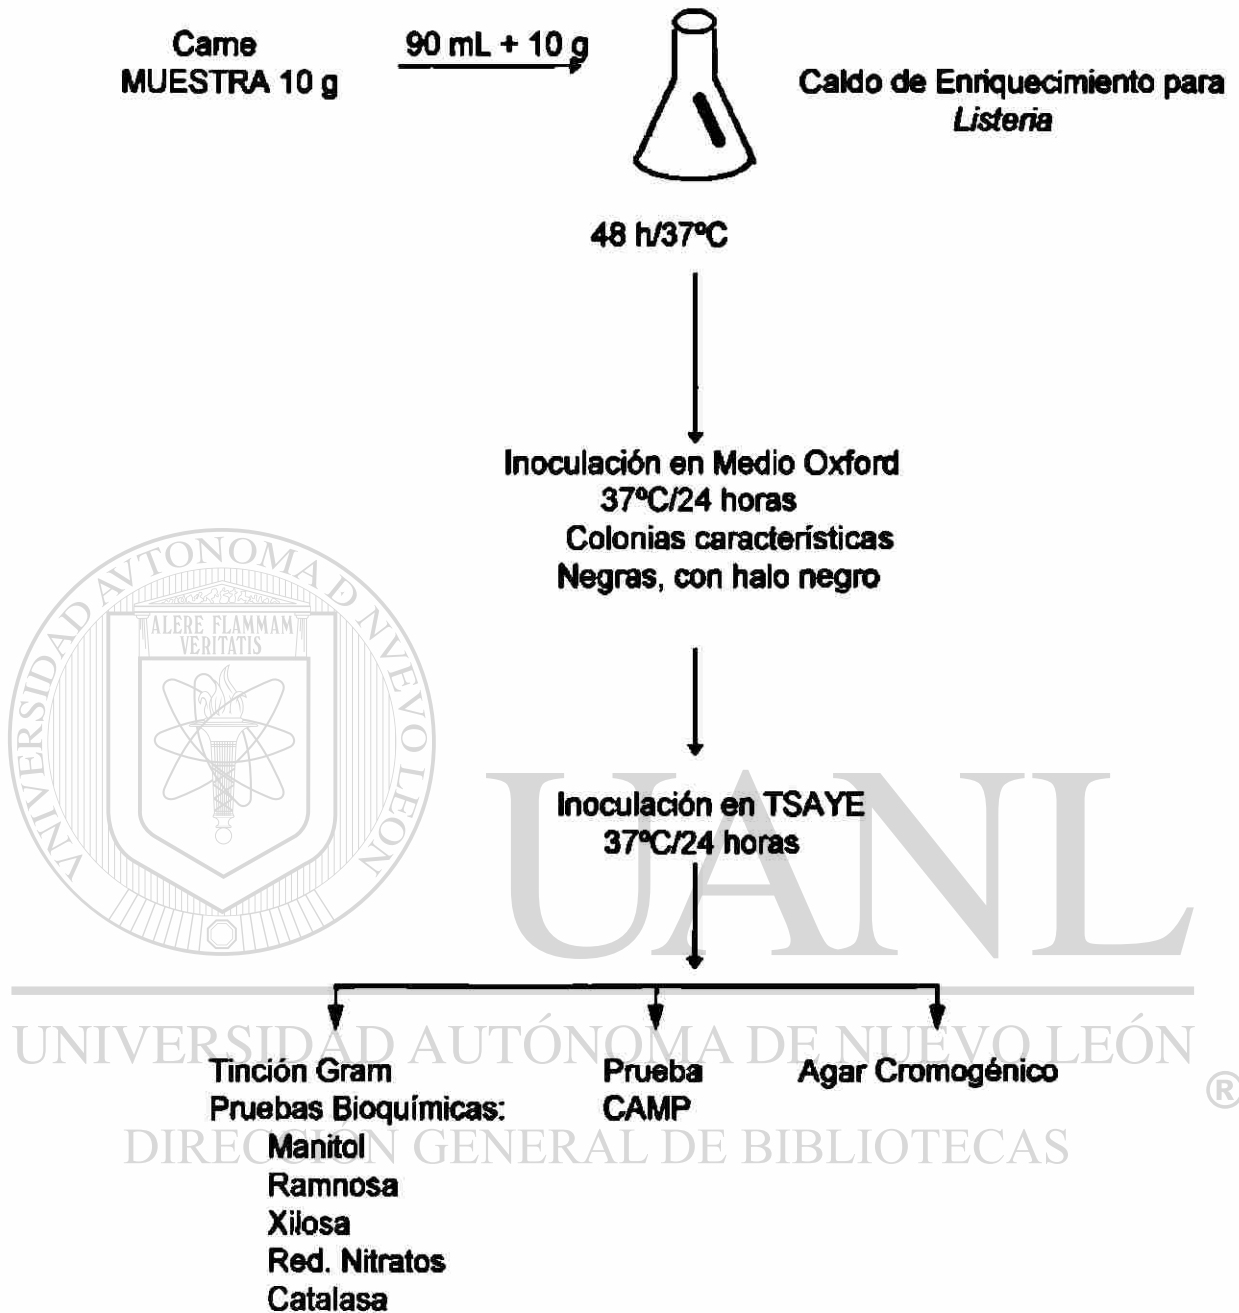 Carne
MUESTRA 10 g
90 mL + 10 g
Caldo de Enriquecimiento para
Listeria
48 h/37ºC
Inoculación en Medio Oxford
37ºC/24 horas
Colonias características
Negras, con halo negro
Inoculación en TSAYE
37ºC/24 horas
Tinción Gram
Pruebas Bioquímicas:
Manitol
Ramnosa
Xilosa
Red. Nitratos
Catalasa
Prueba
CAMP
Agar Cromogénico
UNIVERSIDAD AVTONOMA D NVEVO LEON
ALERE FLAMMAM
VERITATIS
UANL
UNIVERSIDAD AUTÓNOMA DE NUEVO LEÓN
®
DIRECCIÓN GENERAL DE BIBLIOTECAS